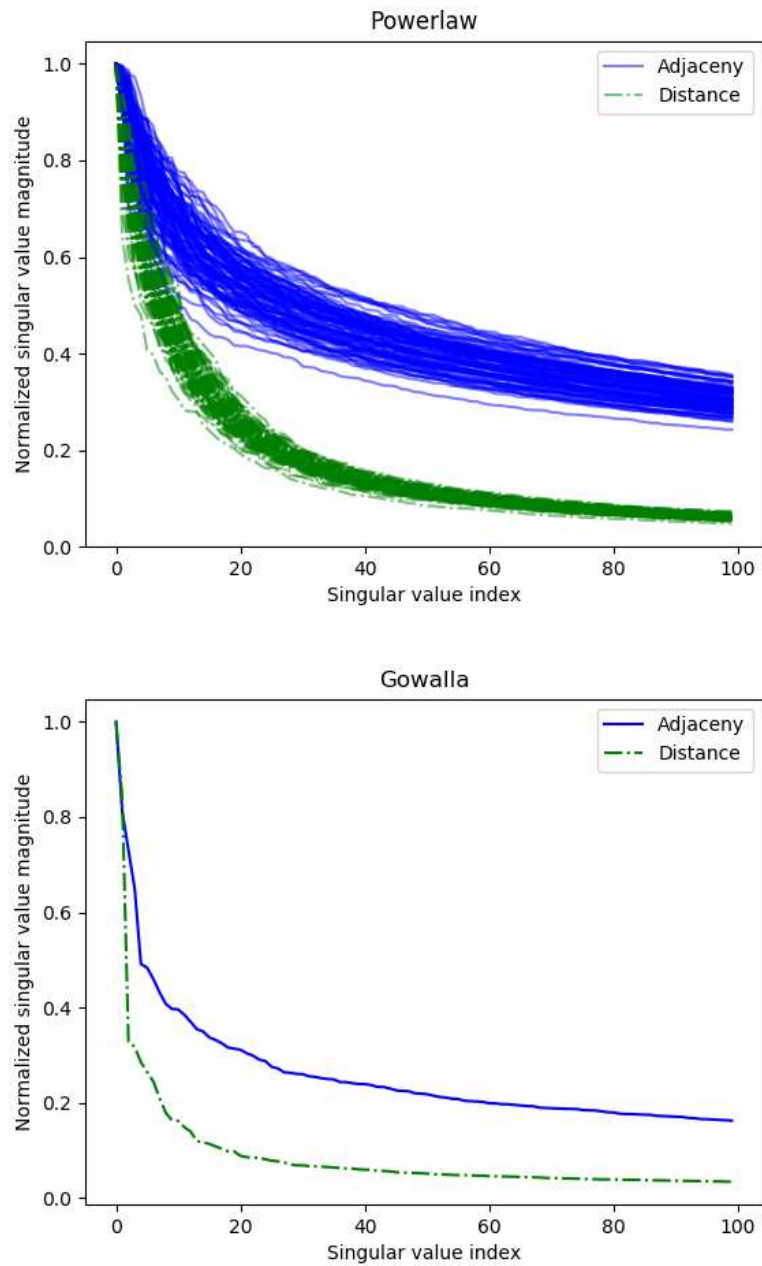 Powerlaw
Adjaceny
Distance
Normalized singular value magnitude
1.0
0.8
0.6
0.4
0.2
0.0
0 20 40 60 80 100
Singular value index
Gowalla
Adjaceny
Distance
Normalized singular value magnitude
1.0
0.8
0.6
0.4
0.2
0.0
0 20 40 60 80 100
Singular value index